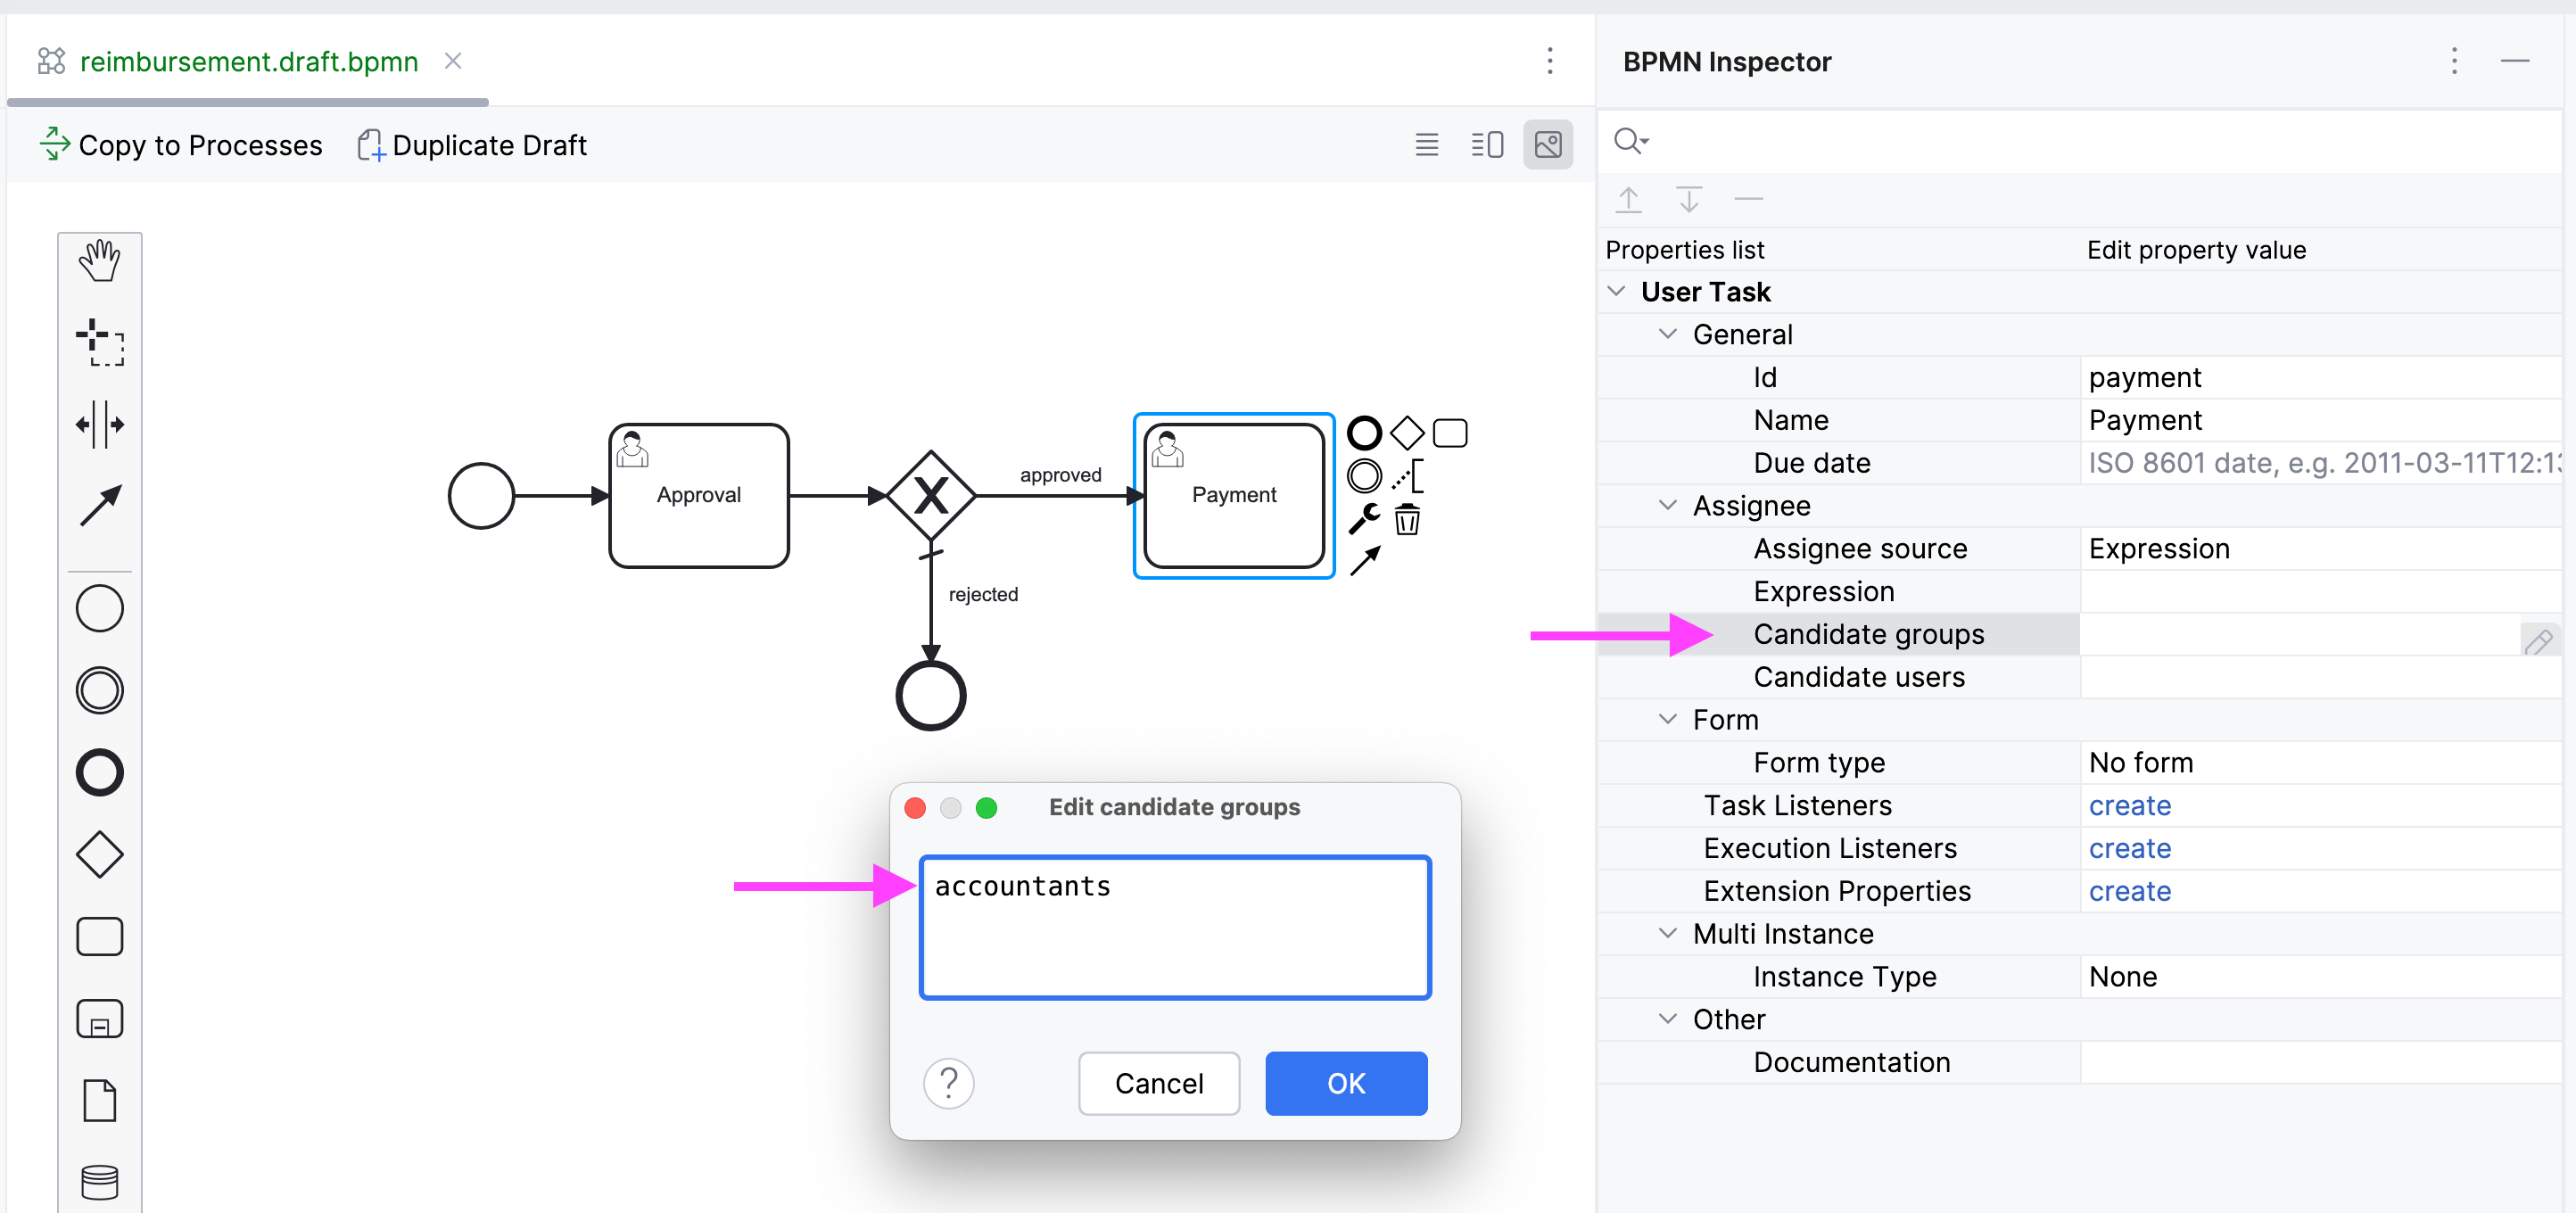 reimbursement.draft.bpmn
BPMN Inspector
Copy to Processes
Duplicate Draft
Properties list
Edit property value
User Task
General
Id
payment
Name
Payment
Due date
ISO 8601 date, e.g. 2011-03-11T12:13
Assignee
Assignee source
Expression
Expression
Candidate groups
Candidate users
Form
Form type
No form
Task Listeners
create
Execution Listeners
create
Extension Properties
create
Multi Instance
Instance Type
None
Other
Documentation
Approval
X
approved
Payment
rejected
Edit candidate groups
accountants
?
Cancel
OK